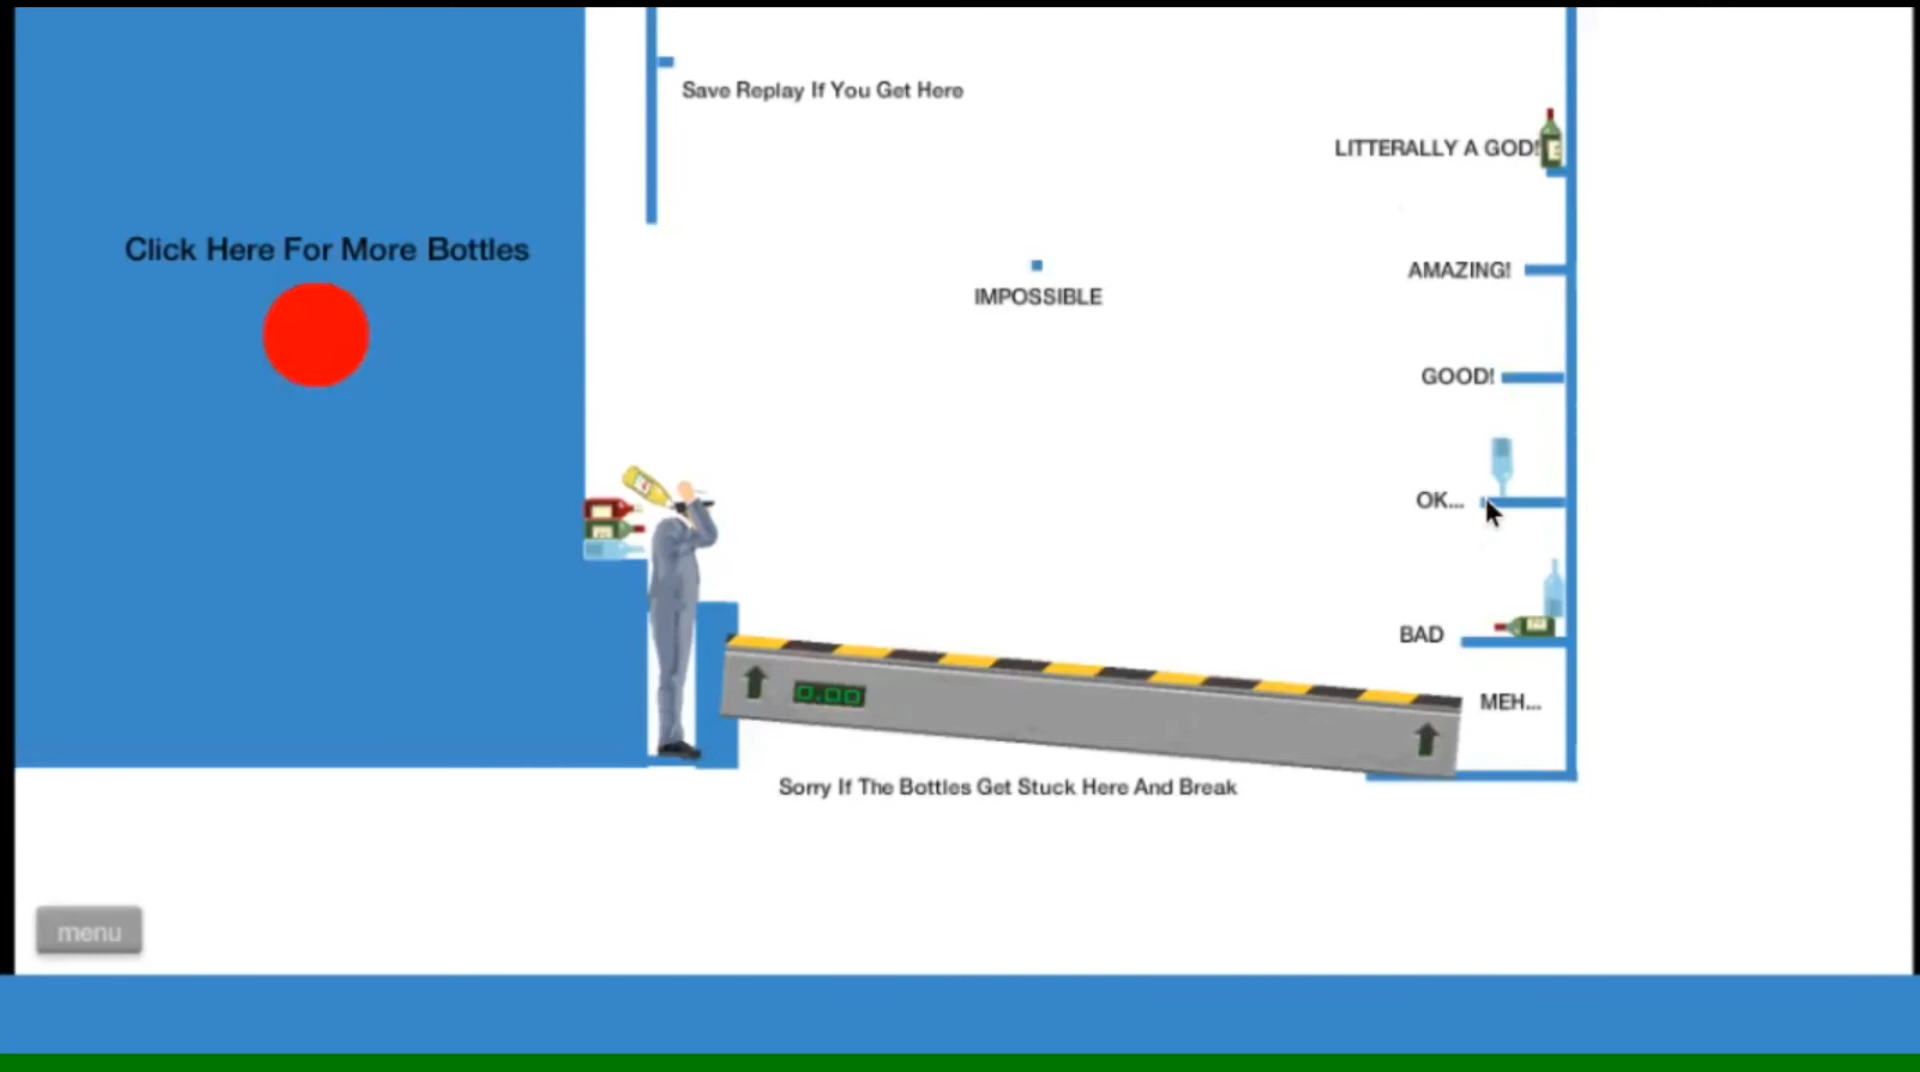 Save Replay If You Get Here
LITTERALLY A GOD!
Click Here For More Bottles
AMAZING!
IMPOSSIBLE
GOOD!
OK...
BAD
0.00
MEH...
Sorry If The Bottles Get Stuck Here And Break
menu